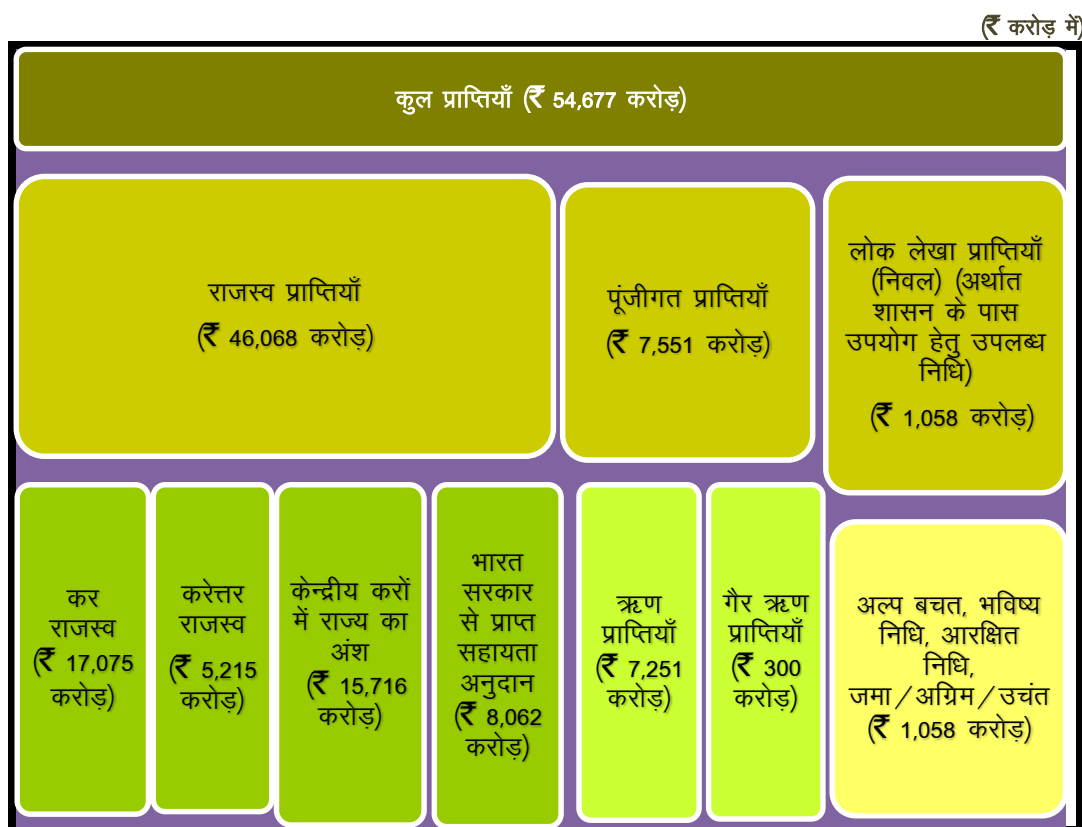 (₹ करोड़ में)
कुल प्राप्तियाँ (₹ 54,677 करोड़)
राजस्व प्राप्तियाँ
(₹ 46,068 करोड़)
पूंजीगत प्राप्तियाँ
(₹ 7,551 करोड़)
लोक लेखा प्राप्तियाँ
(निवल) (अर्थात
शासन के पास
उपयोग हेतु उपलब्ध
निधि)
(₹ 1,058 करोड़)
कर
राजस्व
(₹ 17,075
करोड़)
करेत्तर
राजस्व
(₹ 5,215
करोड़)
केन्द्रीय करों
में राज्य का
अंश
(₹ 15,716
करोड़)
भारत
सरकार
से प्राप्त
सहायता
अनुदान
(₹ 8,062
करोड़)
ऋण
प्राप्तियाँ
(₹ 7,251
करोड़)
गैर ऋण
प्राप्तियाँ
(₹ 300
करोड़)
अल्प बचत, भविष्य
निधि, आरक्षित
निधि,
जमा/अग्रिम/उचंत
(₹ 1,058 करोड़)